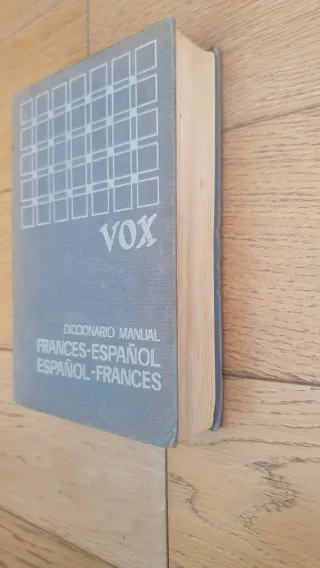 VOX
DICCIONARIO MANUAL
FRANCES-ESPAÑOL
ESPAÑOL-FRANCES